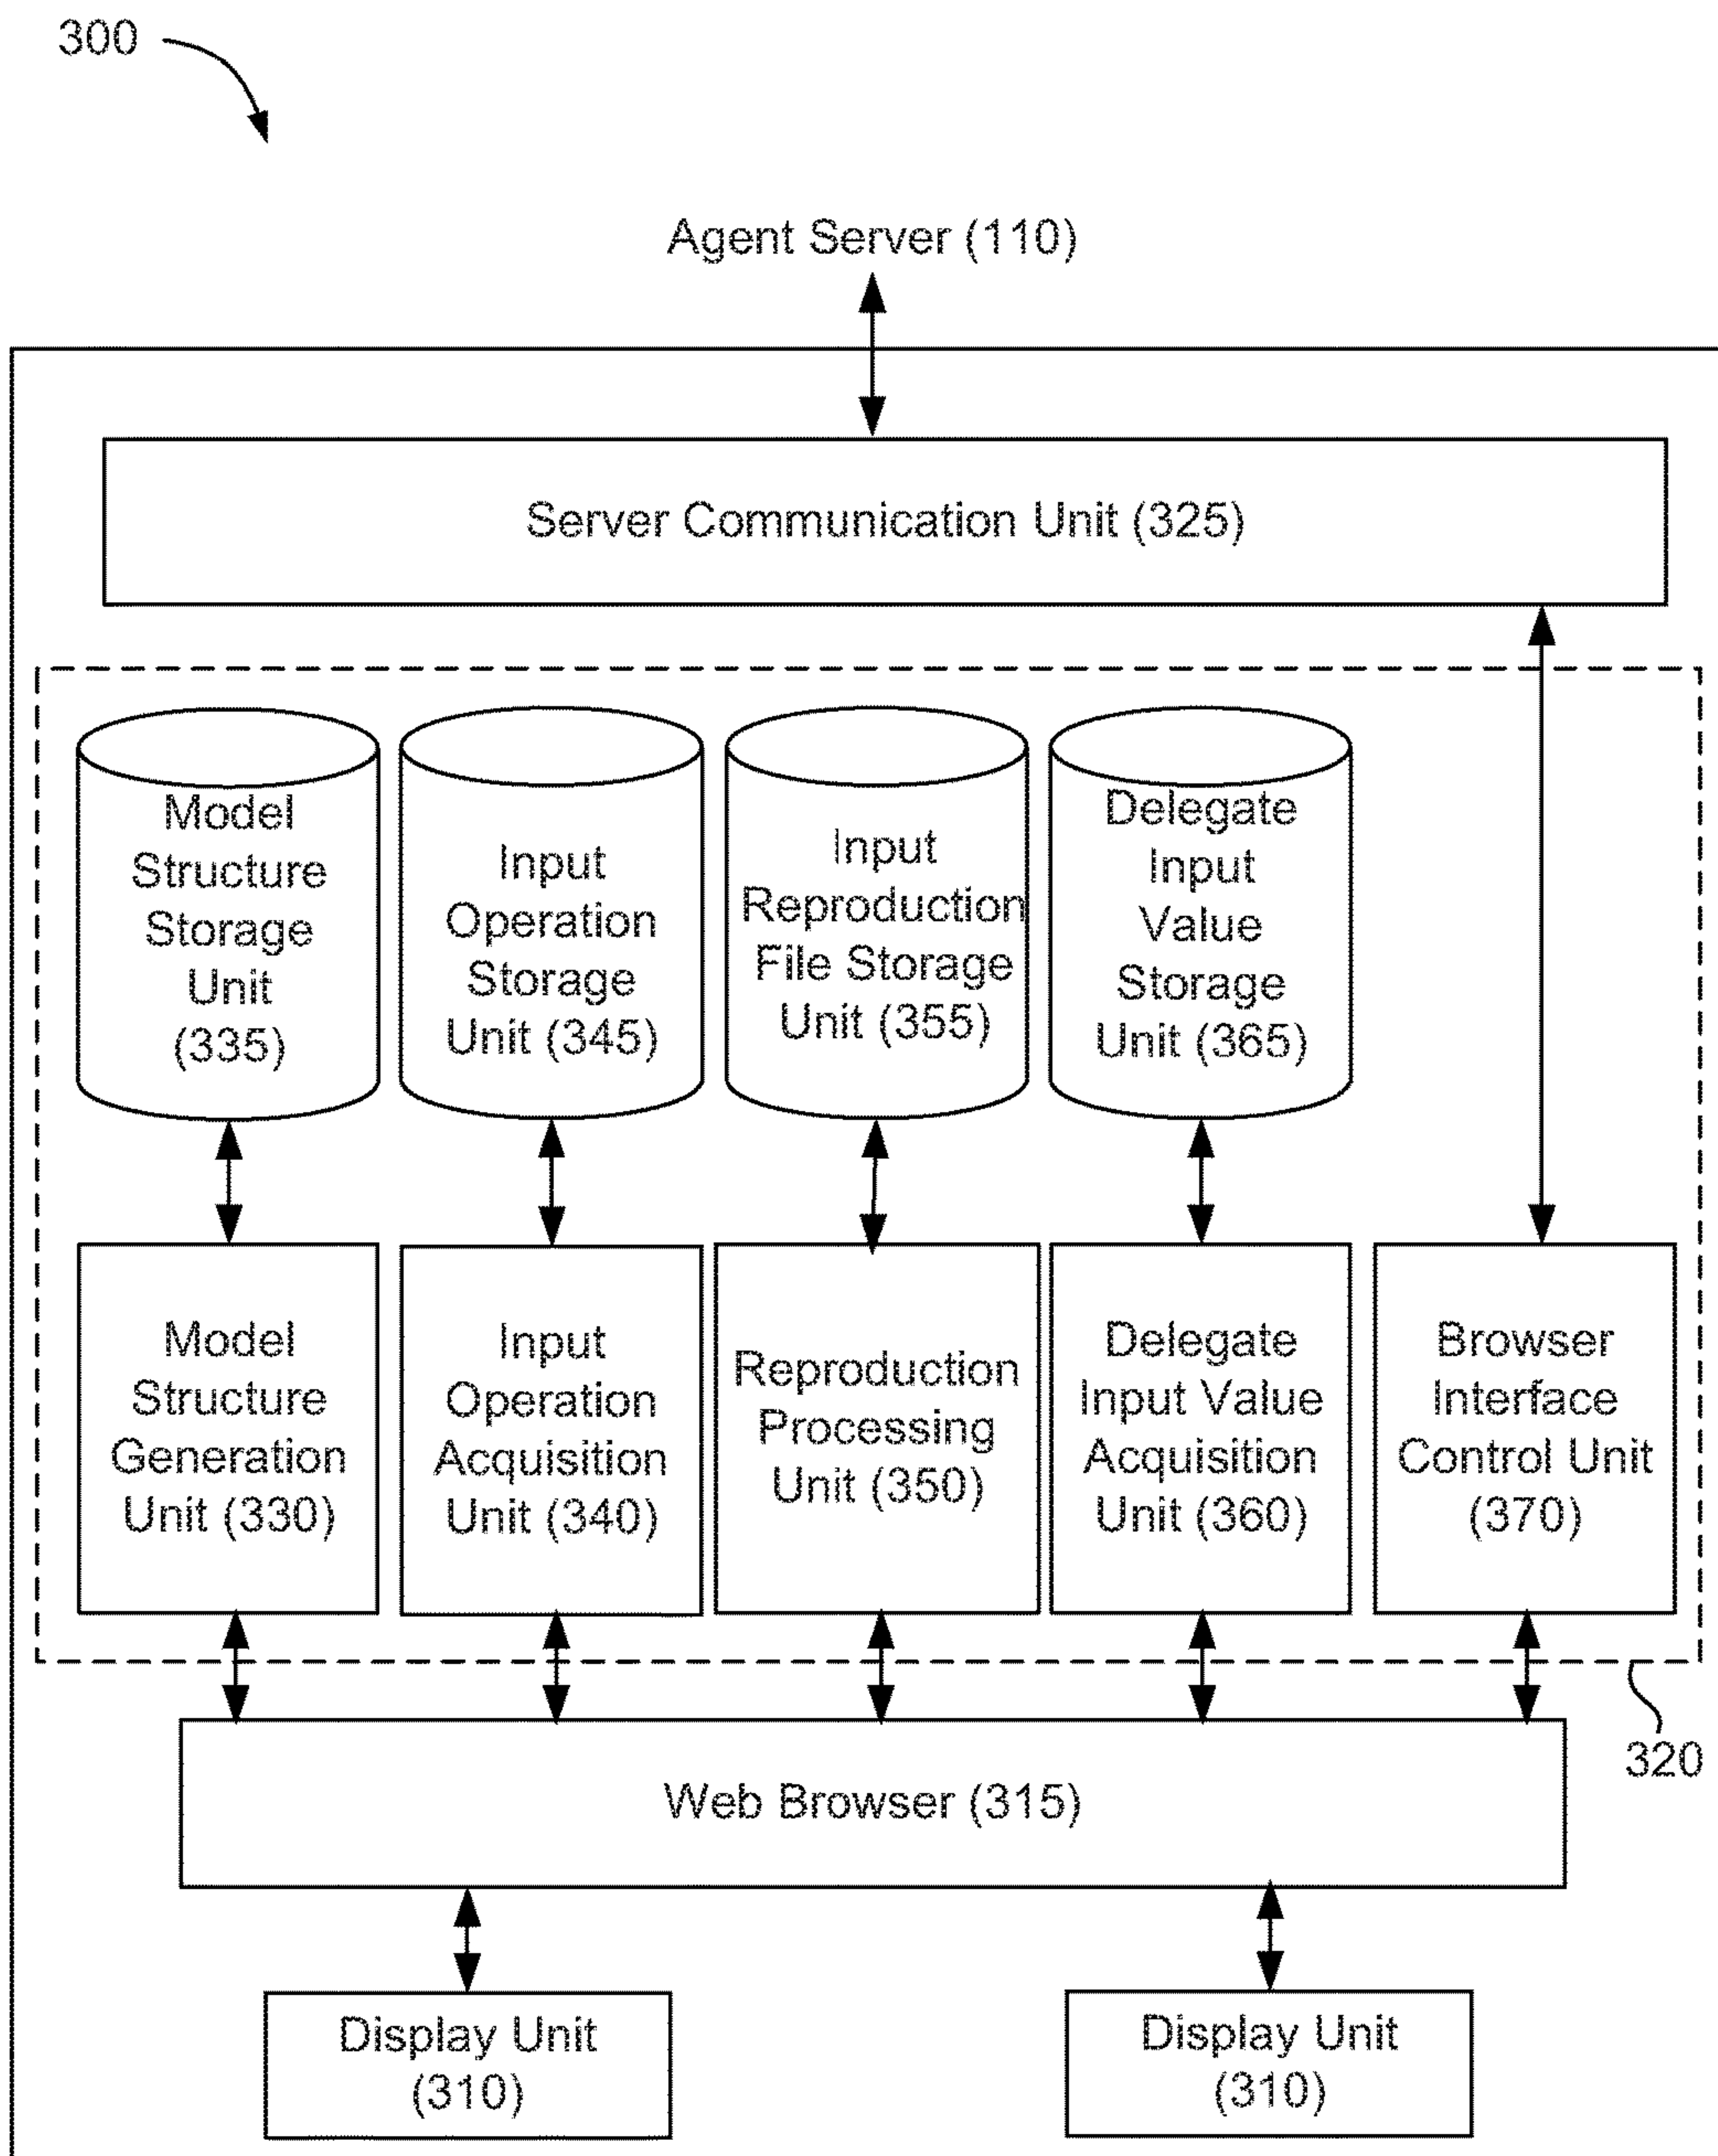 300
Agent Server (110)
Server Communication Unit (325)
Model
Structure
Storage
Unit
(335)
Input
Operation
Storage
Unit (345)
Input
Reproduction
File Storage
Unit (355)
Delegate
Input
Value
Storage
Unit (365)
Model
Structure
Generation
Unit (330)
Input
Operation
Acquisition
Unit (340)
Reproduction
Processing
Unit (350)
Delegate
Input Value
Acquisition
Unit (360)
Browser
Interface
Control Unit
(370)
320
Web Browser (315)
Display Unit
(310)
Display Unit
(310)